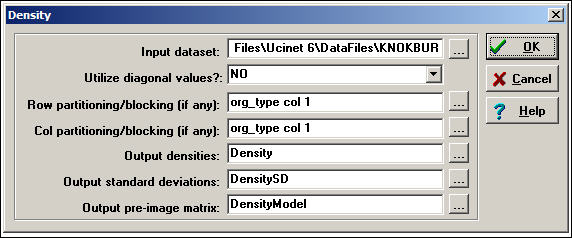 Density
Input dataset: Files\Ucinet 6\DataFiles\KNOKBUR ...
OK
Utilize diagonal values?: NO
Cancel
Row partitioning/blocking (if any): org_type col 1 ...
Help
Col partitioning/blocking (if any): org_type col 1 ...
Output densities: Density ...
Output standard deviations: DensitySD ...
Output pre-image matrix: DensityModel ...